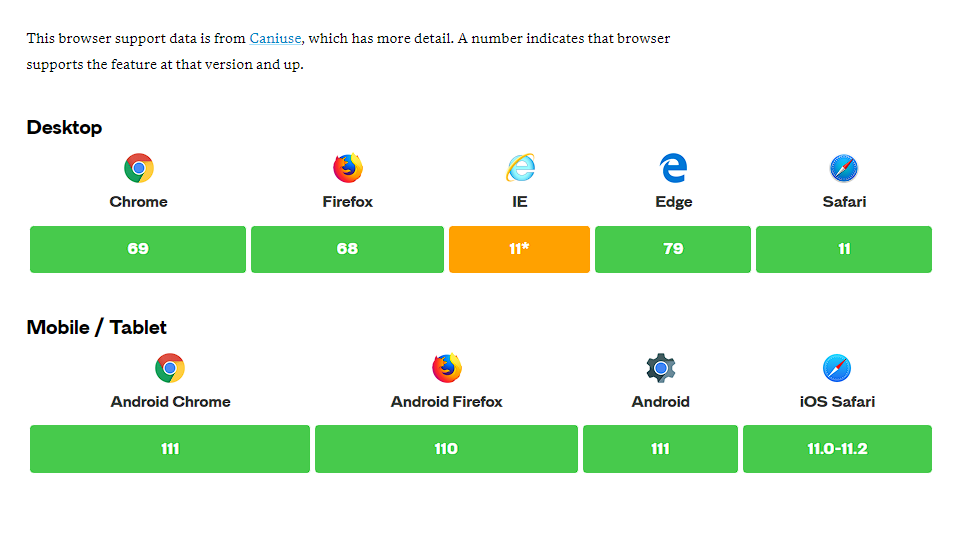 This browser support data is from Caniuse, which has more detail. A number indicates that browser
supports the feature at that version and up.
Desktop
Chrome Firefox IE Edge Safari
69 68 11* 79 11
Mobile / Tablet
Android Chrome Android Firefox Android iOS Safari
111 110 111 11.0-11.2